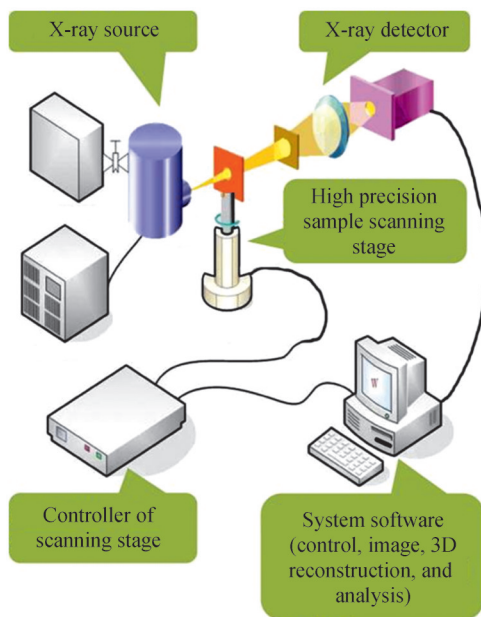 X-ray source
X-ray detector
High precision
sample scanning
stage
W
Controller of
scanning stage
System software
(control, image, 3D
reconstruction, and
analysis)